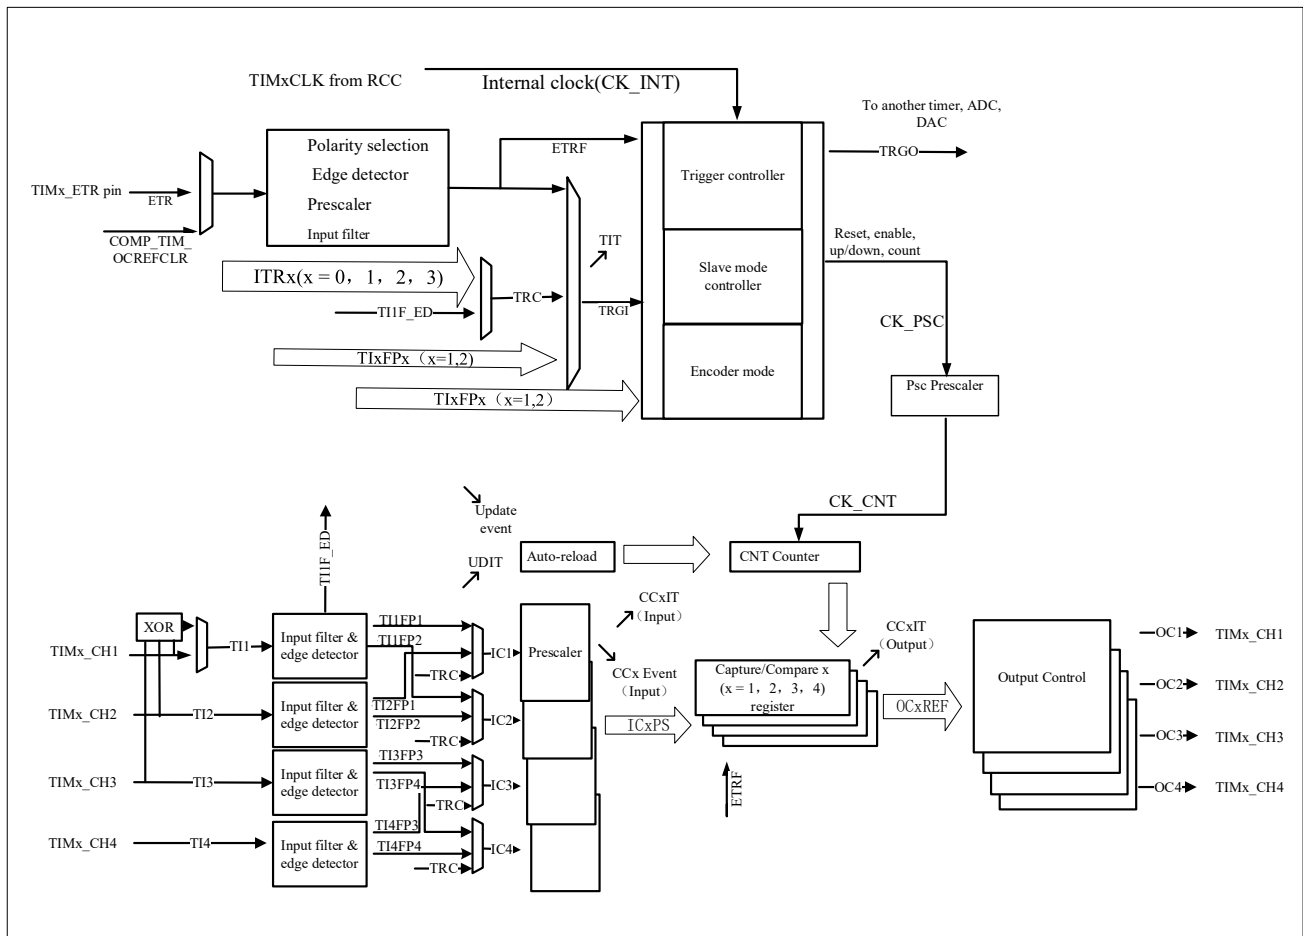 TIMxCLK from RCC
Internal clock(CK_INT)
To another timer, ADC,
DAC
TRGO
Polarity selection
Edge detector
Prescaler
Input filter
ETRF
TIMx_ETR pin
ETR
COMP_TIM_
OCREFCLR
Trigger controller
Slave mode
controller
Encoder mode
Reset, enable,
up/down, count
TIT
ITRx(x = 0，1，2，3)
TRC
TRGI
TI1F_ED
CK_PSC
TIxFPx（x=1,2)
TIxFPx（x=1,2）
Psc Prescaler
CK_CNT
Update
event
UDIT
Auto-reload
CNT Counter
TI1F_ED
CCxIT
（Input）
CCx Event
（Input）
CCxIT
（Output）
XOR
TIMx_CH1
TI1
Input filter &
edge detector
TI1FP1
TI1FP2
TRC
IC1
Prescaler
TIMx_CH2
TI2
Input filter &
edge detector
TI2FP1
TI2FP2
TRC
IC2
TIMx_CH3
TI3
Input filter &
edge detector
TI3FP3
TI3FP4
TRC
IC3
TIMx_CH4
TI4
Input filter &
edge detector
TI4FP3
TI4FP4
TRC
IC4
ICxPS
Capture/Compare x
(x = 1，2，3，4)
register
ETRF
OCxREF
Output Control
OC1
TIMx_CH1
OC2
TIMx_CH2
OC3
TIMx_CH3
OC4
TIMx_CH4